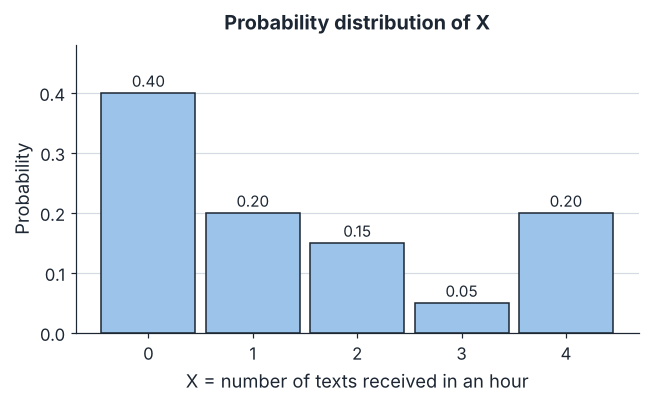 Probability distribution of X
0.40
0.4
0.3
0.20
0.20
0.2
0.15
0.1
0.05
0.0
Probability
0 1 2 3 4
X = number of texts received in an hour